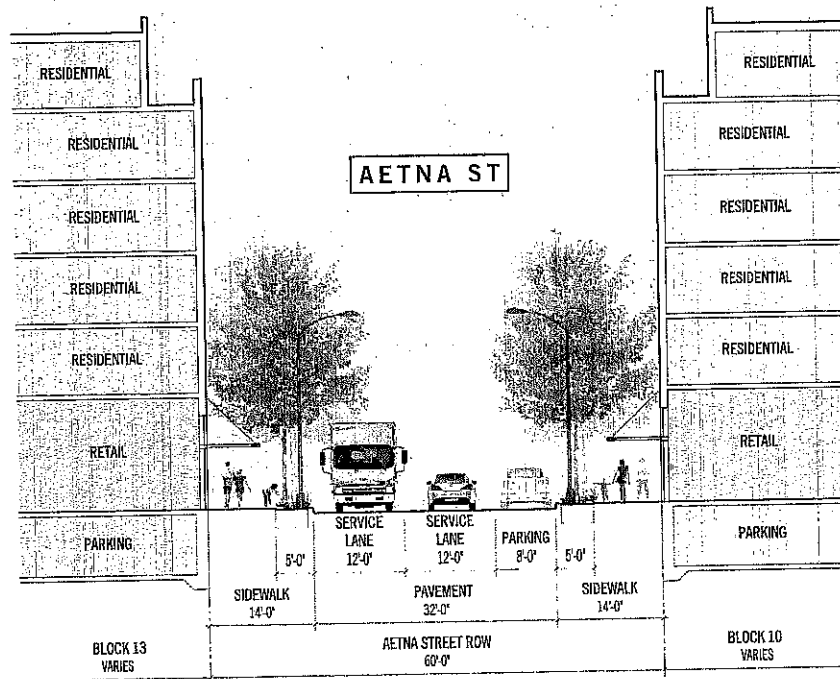 RESIDENTIAL
RESIDENTIAL
RESIDENTIAL
RESIDENTIAL
RESIDENTIAL
RETAIL
PARKING
AETNA ST
RESIDENTIAL
RESIDENTIAL
RESIDENTIAL
RESIDENTIAL
RESIDENTIAL
RETAIL
PARKING
5'-0"
SERVICE
LANE
12'-0"
SERVICE
LANE
12'-0"
PARKING
8'-0"
5'-0"
SIDEWALK
14'-0"
PAVEMENT
32'-0"
SIDEWALK
14'-0"
BLOCK 13
VARIES
AETNA STREET ROW
60'-0"
BLOCK 10
VARIES